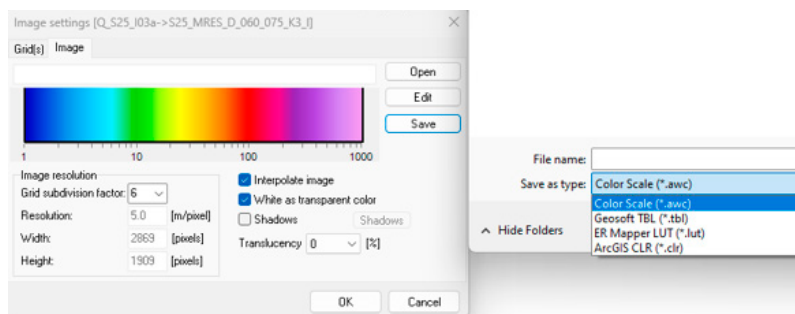 Image settings [Q_S25_I03a->S25_MRES_D_060_075_K3_I]
Grid(s) Image
Open
Edit
Save
1 10 100 1000
Image resolution
Grid subdivision factor: 6
Resolution: 5.0 [m/pixel]
Width: 2869 [pixels]
Height: 1909 [pixels]
Interpolate image
White as transparent color
Shadows Shadows
Translucency 0 [%]
OK Cancel
File name:
Save as type: Color Scale (*.awc)
Color Scale (*.awc)
Geosoft TBL (*.tbl)
ER Mapper LUT (*.lut)
ArcGIS CLR (*.clr)
Hide Folders